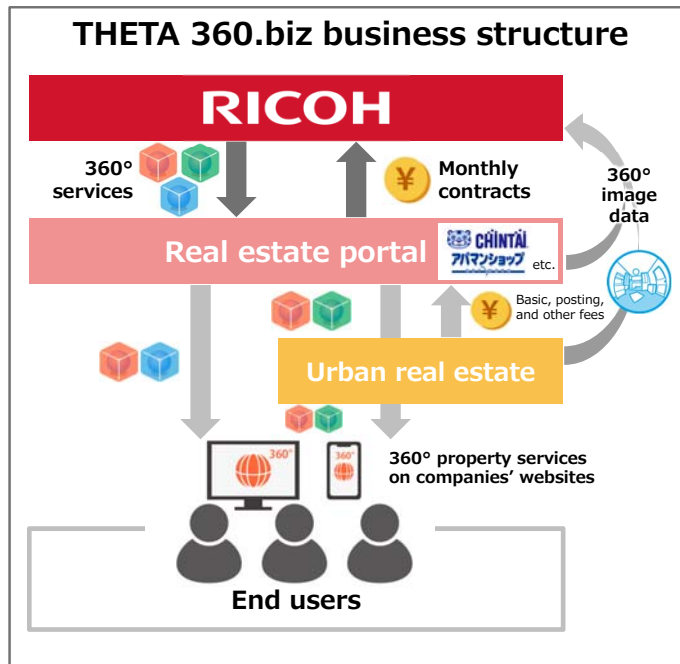 THETA 360.biz business structure
RICOH
360°
services
¥
Monthly
contracts
360°
image
data
Real estate portal
CHINTAI
アパマンショップ
etc.
¥
Basic, posting,
and other fees
Urban real estate
360°
360°
360° property services
on companies’ websites
End users